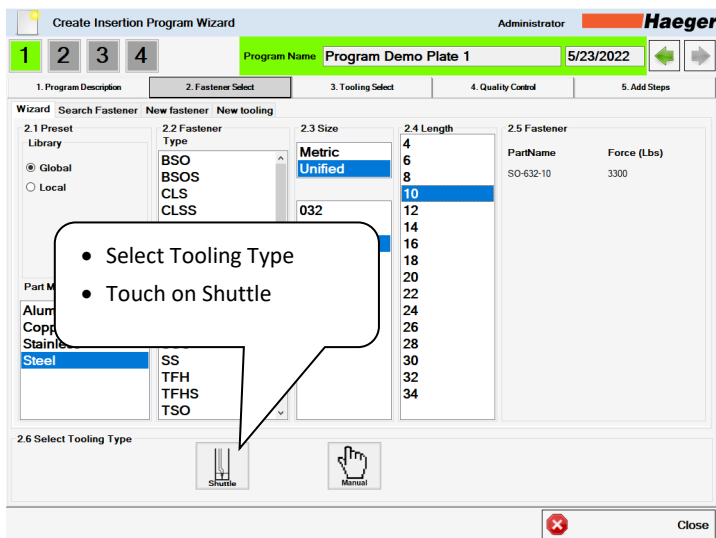 Create Insertion Program Wizard
Administrator
Haeger
1 2 3 4
Program Name Program Demo Plate 1
5/23/2022
1. Program Description
2. Fastener Select
3. Tooling Select
4. Quality Control
5. Add Steps
Wizard Search Fastener New fastener New tooling
2.1 Preset
Library
Global
Local
Part
Steel
2.2 Fastener
Type
BSO
BSOS
CLS
CLSS
SS
TFH
TFHS
TSO
2.3 Size
Metric
Unified
032
2.4 Length
4
6
8
10
12
14
16
18
20
22
24
26
28
30
32
34
2.5 Fastener
PartName Force (Lbs)
SO-632-10 3300
• Select Tooling Type
• Touch on Shuttle
2.6 Select Tooling Type
Shuttle
Manual
Close